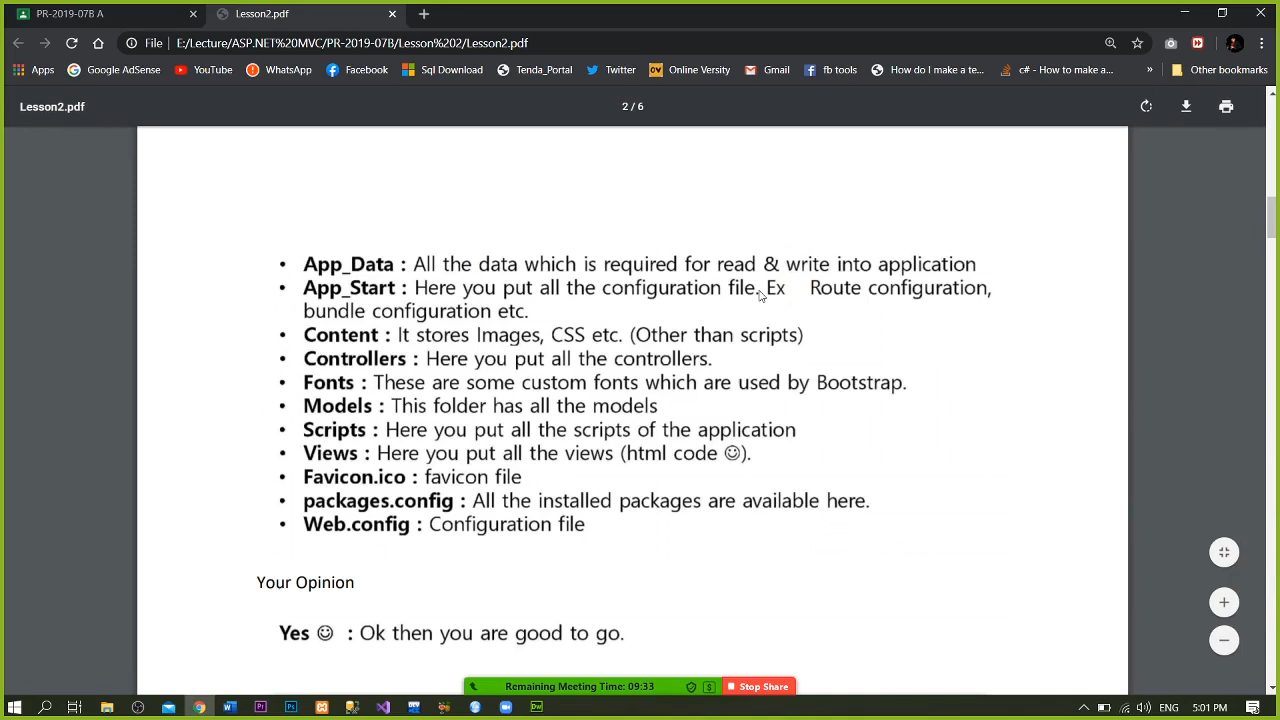 PR-2019-07B A
Lesson2.pdf
File E:/Lecture/ASP.NET%20MVC/PR-2019-07B/Lesson%202/Lesson2.pdf
Apps Google AdSense YouTube WhatsApp Facebook Sql Download Tenda_Portal Twitter Online Versity Gmail fb tools How do I make a te... c# - How to make a... » Other bookmarks
Lesson2.pdf 2 / 6
• App_Data : All the data which is required for read & write into application
• App_Start : Here you put all the configuration file. Ex Route configuration,
bundle configuration etc.
• Content : It stores Images, CSS etc. (Other than scripts)
• Controllers : Here you put all the controllers.
• Fonts : These are some custom fonts which are used by Bootstrap.
• Models : This folder has all the models
• Scripts : Here you put all the scripts of the application
• Views : Here you put all the views (html code ☺).
• Favicon.ico : favicon file
• packages.config : All the installed packages are available here.
• Web.config : Configuration file
Your Opinion
Yes ☺ : Ok then you are good to go.
Remaining Meeting Time: 09:33 Stop Share
ENG 5:01 PM